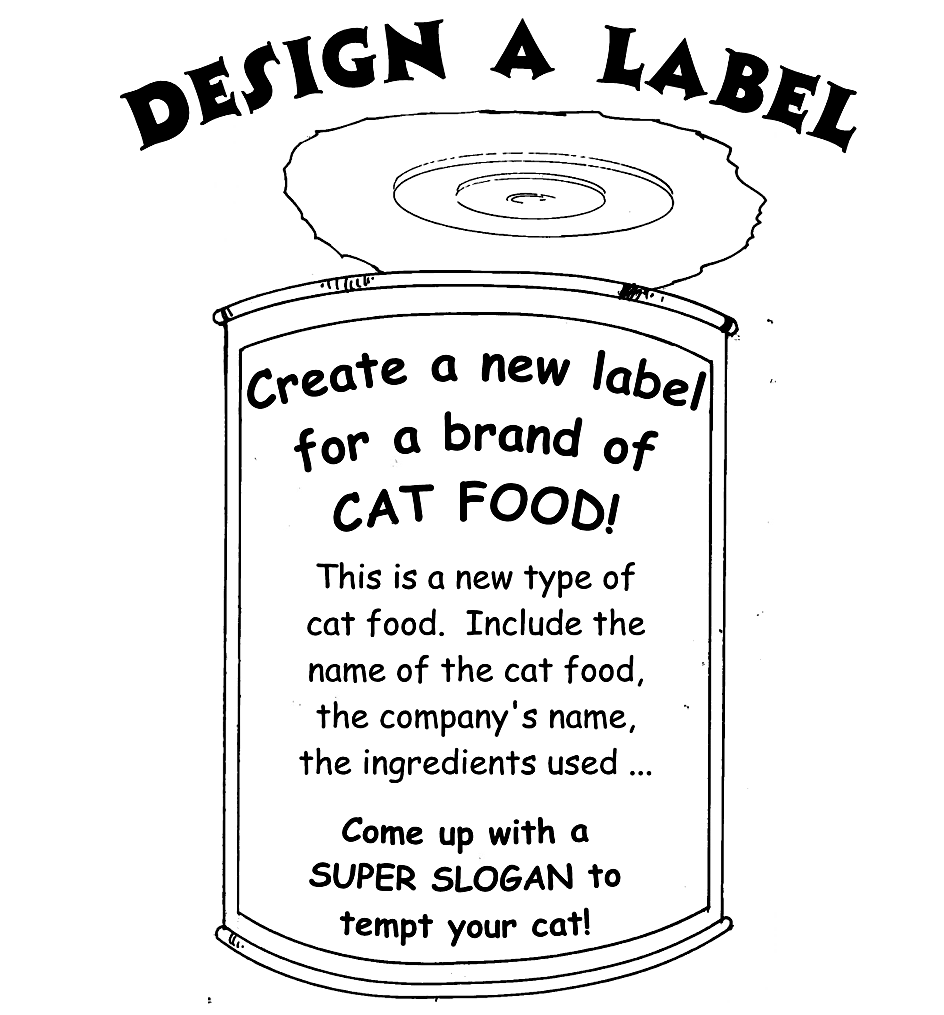 DESIGN A LABEL
Create a new label
for a brand of
CAT FOOD!
This is a new type of
cat food. Include the
name of the cat food,
the company's name,
the ingredients used ...
Come up with a
SUPER SLOGAN to
tempt your cat!